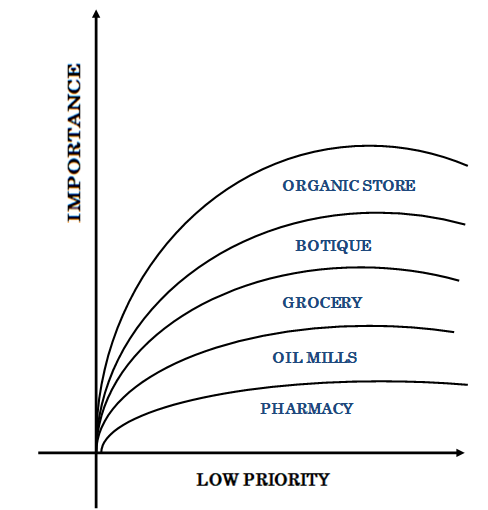 IMPORTANCE
ORGANIC STORE
BOTIQUE
GROCERY
OIL MILLS
PHARMACY
LOW PRIORITY